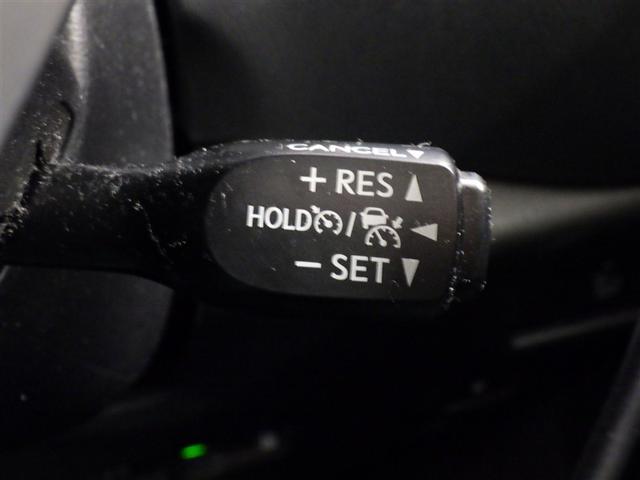 CANCEL▼
+ RES ▲
HOLD / ◀
− SET ▼